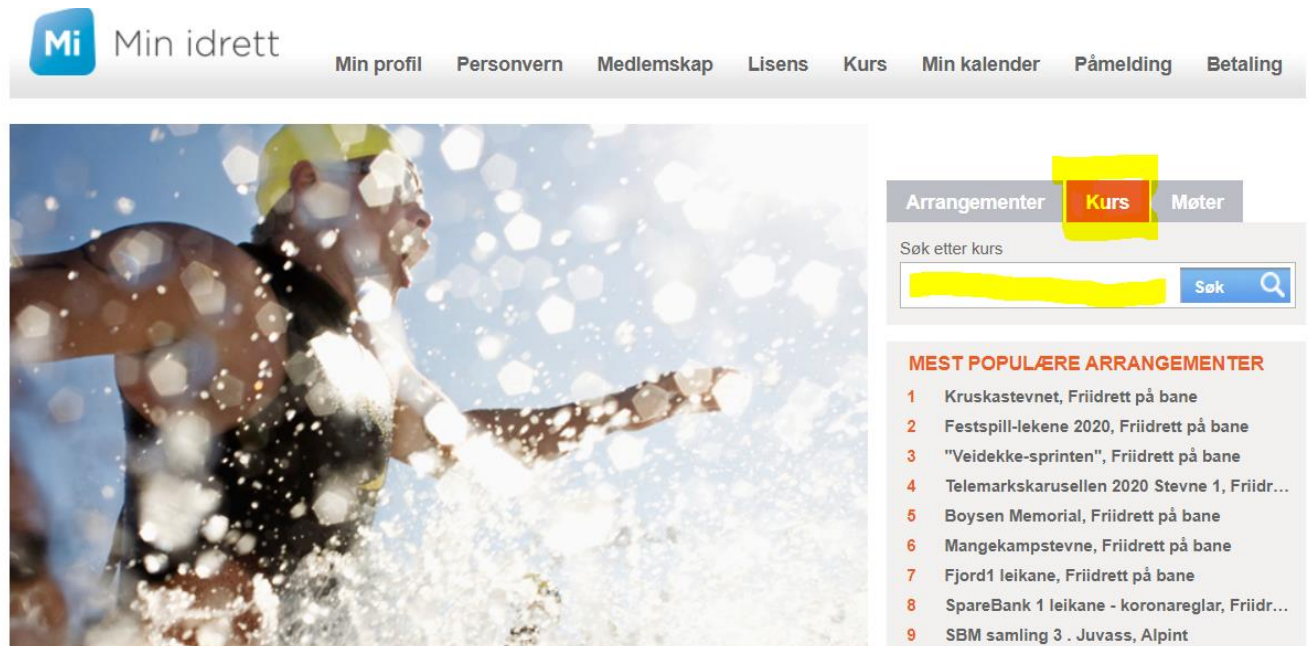 Mi Min idrett
Min profil Personvern Medlemskap Lisens Kurs Min kalender Påmelding Betaling
Arrangementer Kurs Møter
Søk etter kurs
Søk
MEST POPULÆRE ARRANGEMENTER
1 Kruskastevnet, Friidrett på bane
2 Festspill-lekene 2020, Friidrett på bane
3 "Veidekke-sprinten", Friidrett på bane
4 Telemarkskarusellen 2020 Stevne 1, Friidr...
5 Boysen Memorial, Friidrett på bane
6 Mangekampstevne, Friidrett på bane
7 Fjord1 leikane, Friidrett på bane
8 SpareBank 1 leikane - koronareglar, Friidr...
9 SBM samling 3 . Juvass, Alpint